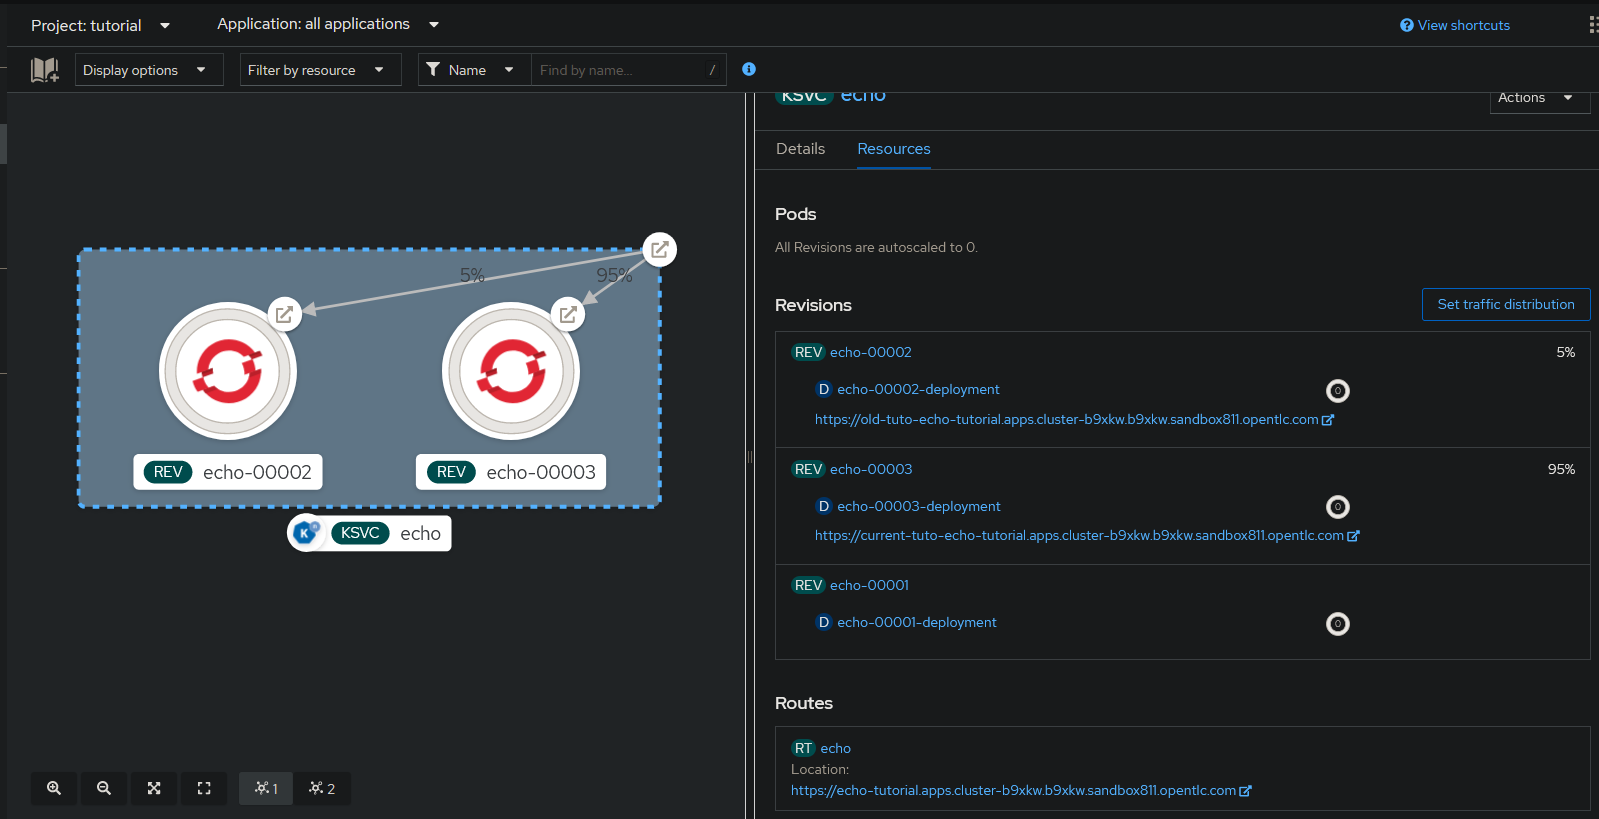 Project: tutorial
Application: all applications
View shortcuts
Display options
Filter by resource
Name
Find by name...
/
KSVC echo
Actions
Details
Resources
5%
95%
REV echo-00002
REV echo-00003
KSVC echo
1
2
Pods
All Revisions are autoscaled to 0.
Revisions
Set traffic distribution
REV echo-00002
5%
D echo-00002-deployment
0
https://old-tuto-echo-tutorial.apps.cluster-b9xkw.b9xkw.sandbox811.opentlc.com
REV echo-00003
95%
D echo-00003-deployment
0
https://current-tuto-echo-tutorial.apps.cluster-b9xkw.b9xkw.sandbox811.opentlc.com
REV echo-00001
D echo-00001-deployment
0
Routes
RT echo
Location:
https://echo-tutorial.apps.cluster-b9xkw.b9xkw.sandbox811.opentlc.com